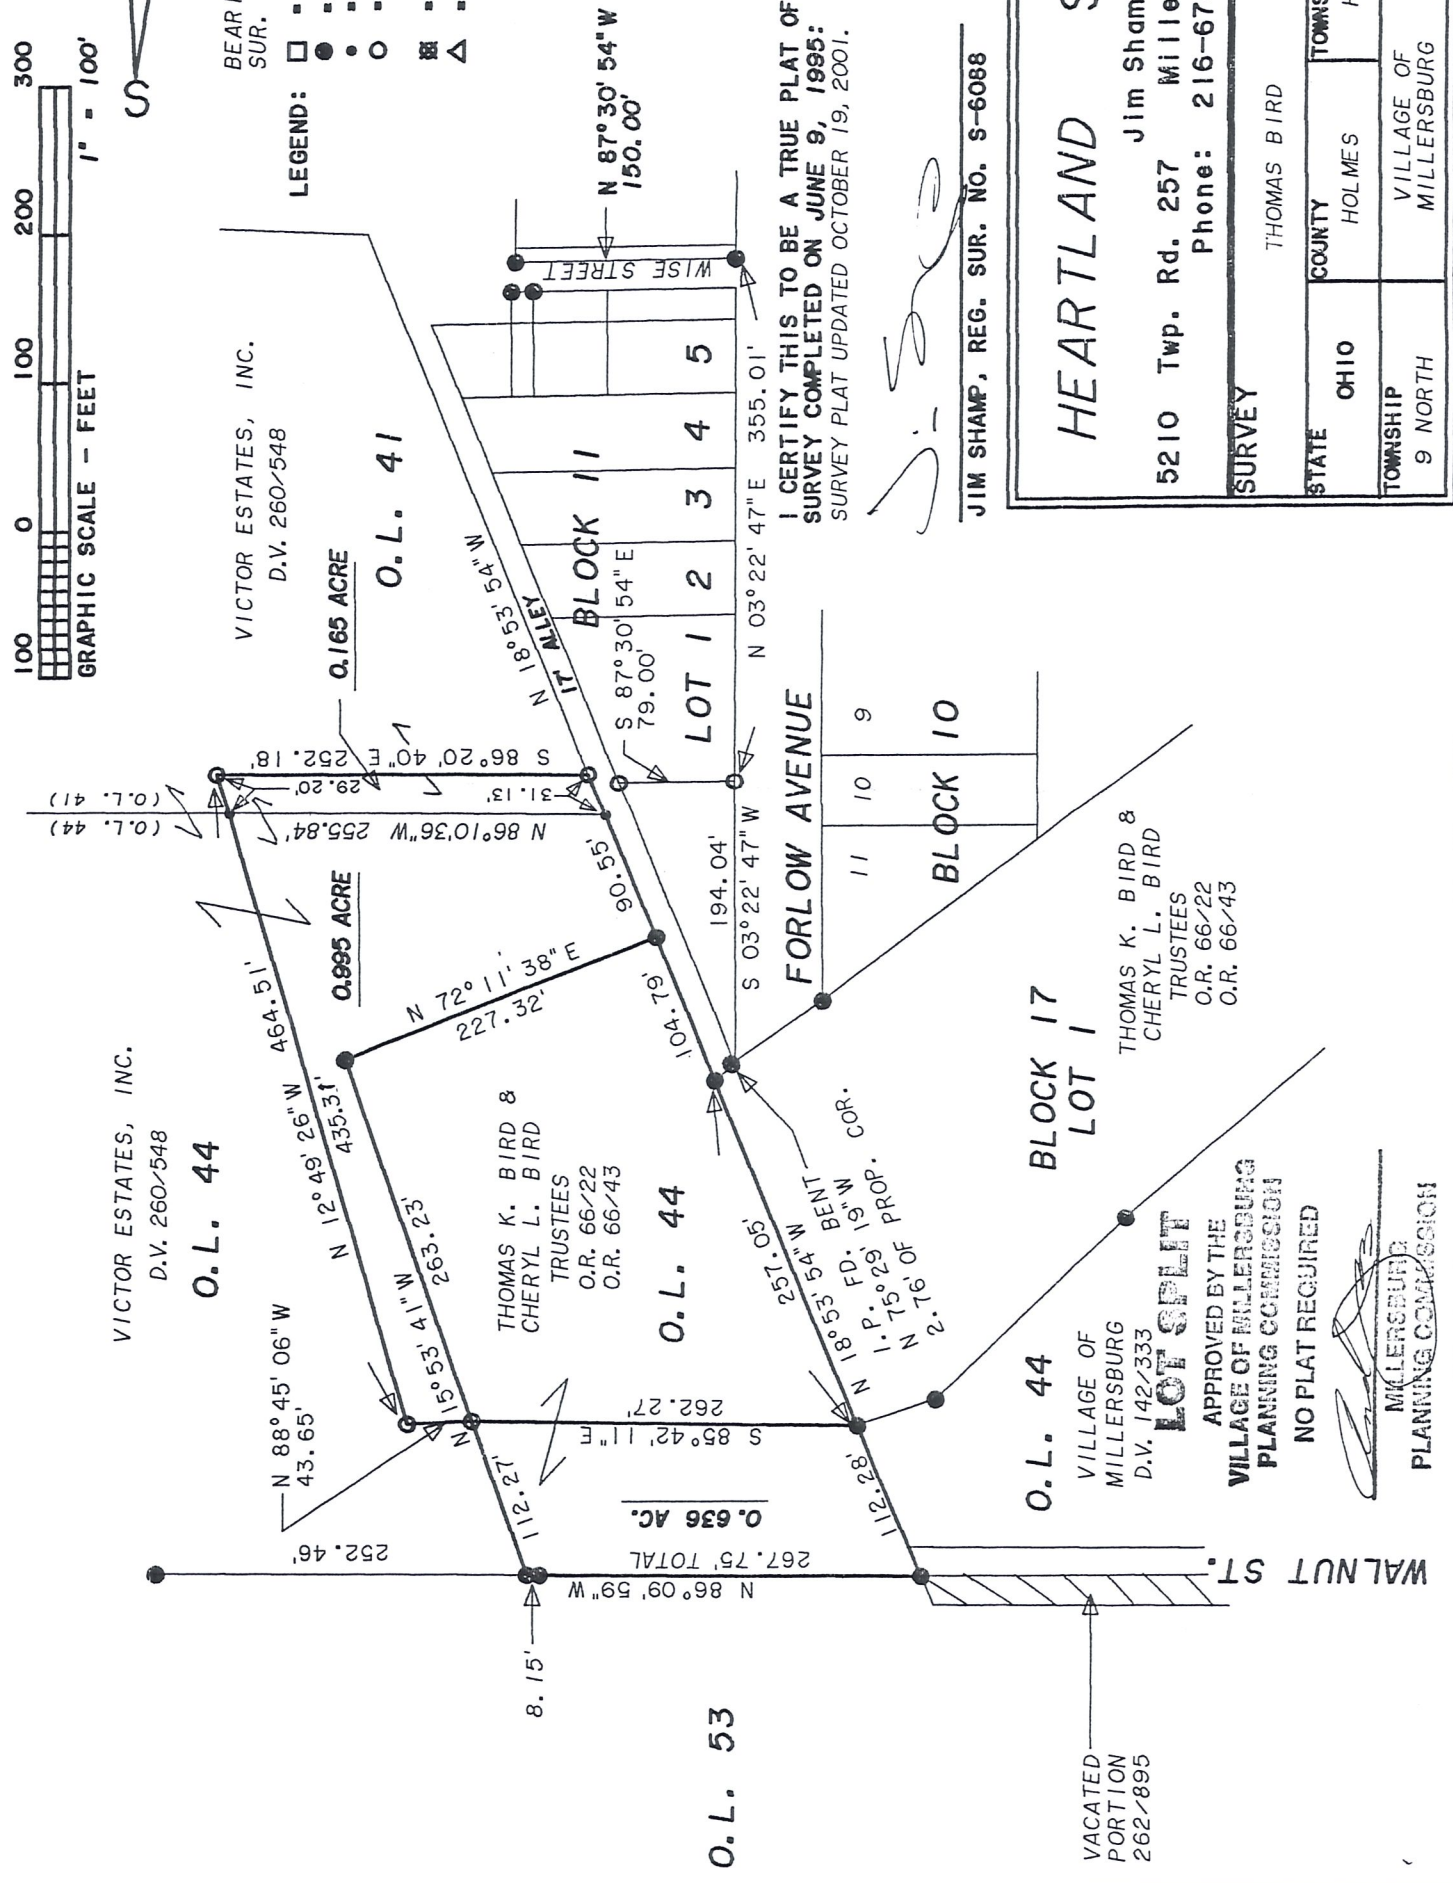 100 0 100 200 300
GRAPHIC SCALE - FEET 1" = 100'
S
BEAR
SUR.
LEGEND:
VICTOR ESTATES, INC.
D.V. 260/548
O.L. 44
VICTOR ESTATES, INC.
D.V. 260/548
0.165 ACRE
O.L. 41
(O.L. 41)
(O.L. 44)
S 86° 20' 40" E 252.18'
29.20'
31.13'
N 86°10'36"W 255.84'
0.995 ACRE
464.51'
N 12° 49' 26" W
435.31'
N 72° 11' 38" E
227.32'
90.55'
104.79'
N 88° 45' 06" W
43.65'
N 15° 53' 41" W
263.23'
112.27'
252.46'
8.15'
THOMAS K. BIRD &
CHERYL L. BIRD
TRUSTEES
O.R. 66/22
O.R. 66/43
O.L. 44
S 85° 42' 11" E
262.27'
0.636 AC.
N 86° 09' 59" W
267.75' TOTAL
257.05'
N 18° 53' 54" W
112.28'
I.P. FD. BENT
N 75° 29' 19" W
2.76' OF PROP. COR.
N 18° 53' 54" W
17' ALLEY
BLOCK 11
S 87° 30' 54" E
79.00'
LOT 1 2 3 4 5
WISE STREET
N 87° 30' 54" W
150.00'
N 03° 22' 47" E 355.01'
194.04'
S 03° 22' 47" W
FORLOW AVENUE
11 10 9
BLOCK 10
BLOCK 17
LOT 1
THOMAS K. BIRD &
CHERYL L. BIRD
TRUSTEES
O.R. 66/22
O.R. 66/43
O.L. 53
O.L. 44
VILLAGE OF
MILLERSBURG
D.V. 142/333
LOT SPLIT
APPROVED BY THE
VILLAGE OF MILLERSBURG
PLANNING COMMISSION
NO PLAT REQUIRED
MILLERSBURG
PLANNING COMMISSION
WALNUT ST.
VACATED
PORTION
262/895
I CERTIFY THIS TO BE A TRUE PLAT OF
SURVEY COMPLETED ON JUNE 9, 1995:
SURVEY PLAT UPDATED OCTOBER 19, 2001.
JIM SHAMP, REG. SUR. NO. S-6088
HEARTLAND S
Jim Sham
5210 Twp. Rd. 257 Mille
Phone: 216-67
SURVEY
THOMAS BIRD
STATE
OHIO
COUNTY
HOLMES
TOWNS
TOWNSHIP
9 NORTH
VILLAGE OF
MILLERSBURG